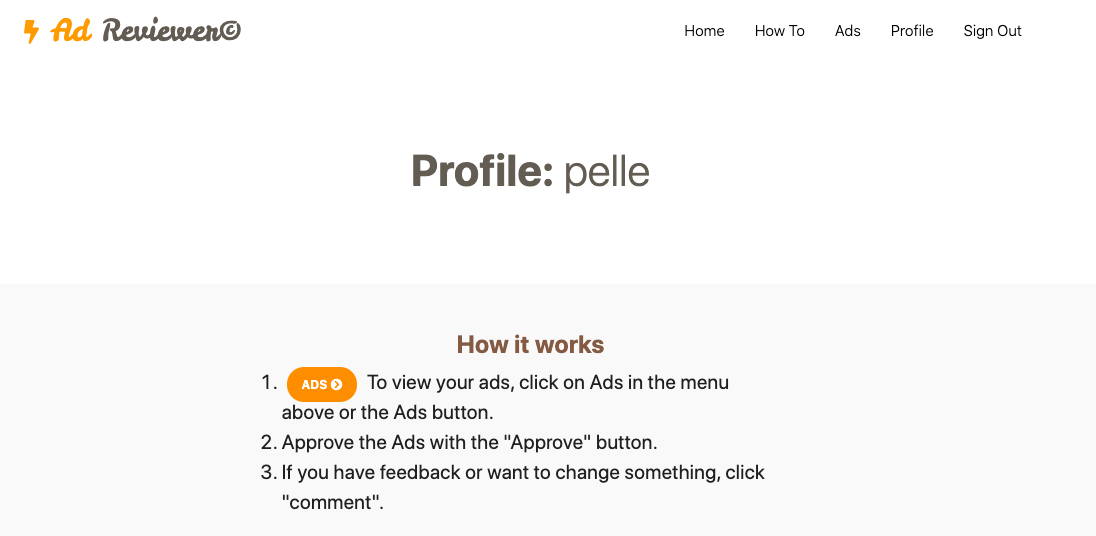 Ad Reviewer©
Home How To Ads Profile Sign Out
Profile: pelle
How it works
1. ADS To view your ads, click on Ads in the menu
above or the Ads button.
2. Approve the Ads with the "Approve" button.
3. If you have feedback or want to change something, click
"comment".